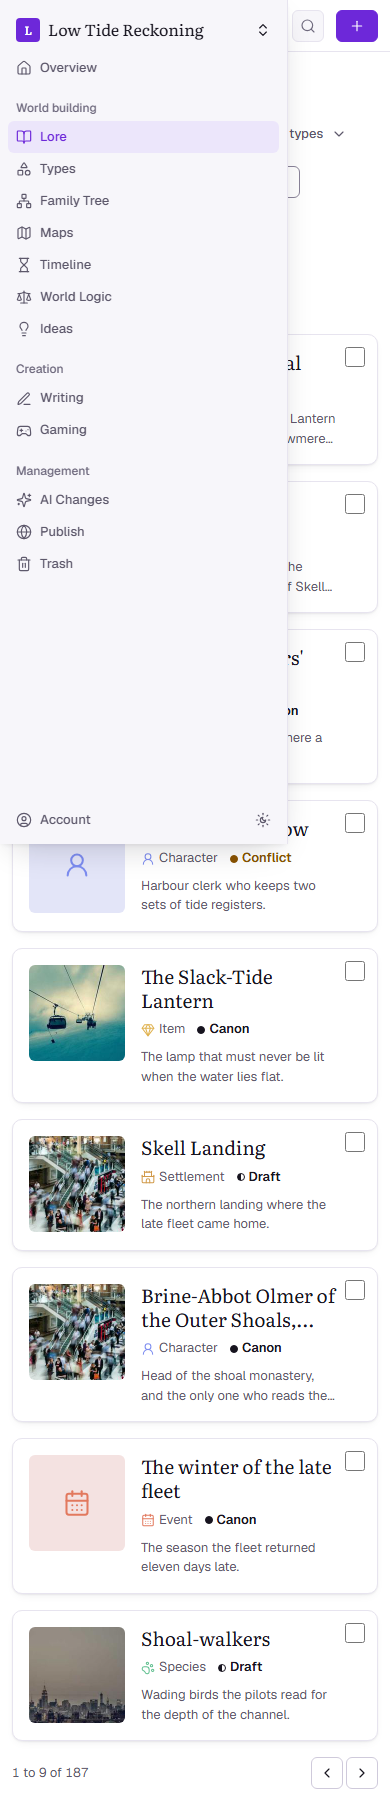 L Low Tide Reckoning
Overview
World building
Lore
types
Types
Family Tree
Maps
Timeline
World Logic
Ideas
Creation
Writing
Gaming
Lantern
Management
AI Changes
Publish
Trash
Account
Character Conflict
Harbour clerk who keeps two
sets of tide registers.
The Slack-Tide
Lantern
Item Canon
The lamp that must never be lit
when the water lies flat.
Skell Landing
Settlement Draft
The northern landing where the
late fleet came home.
Brine-Abbot Olmer of
the Outer Shoals,...
Character Canon
Head of the shoal monastery,
and the only one who reads the...
The winter of the late
fleet
Event Canon
The season the fleet returned
eleven days late.
Shoal-walkers
Species Draft
Wading birds the pilots read for
the depth of the channel.
1 to 9 of 187